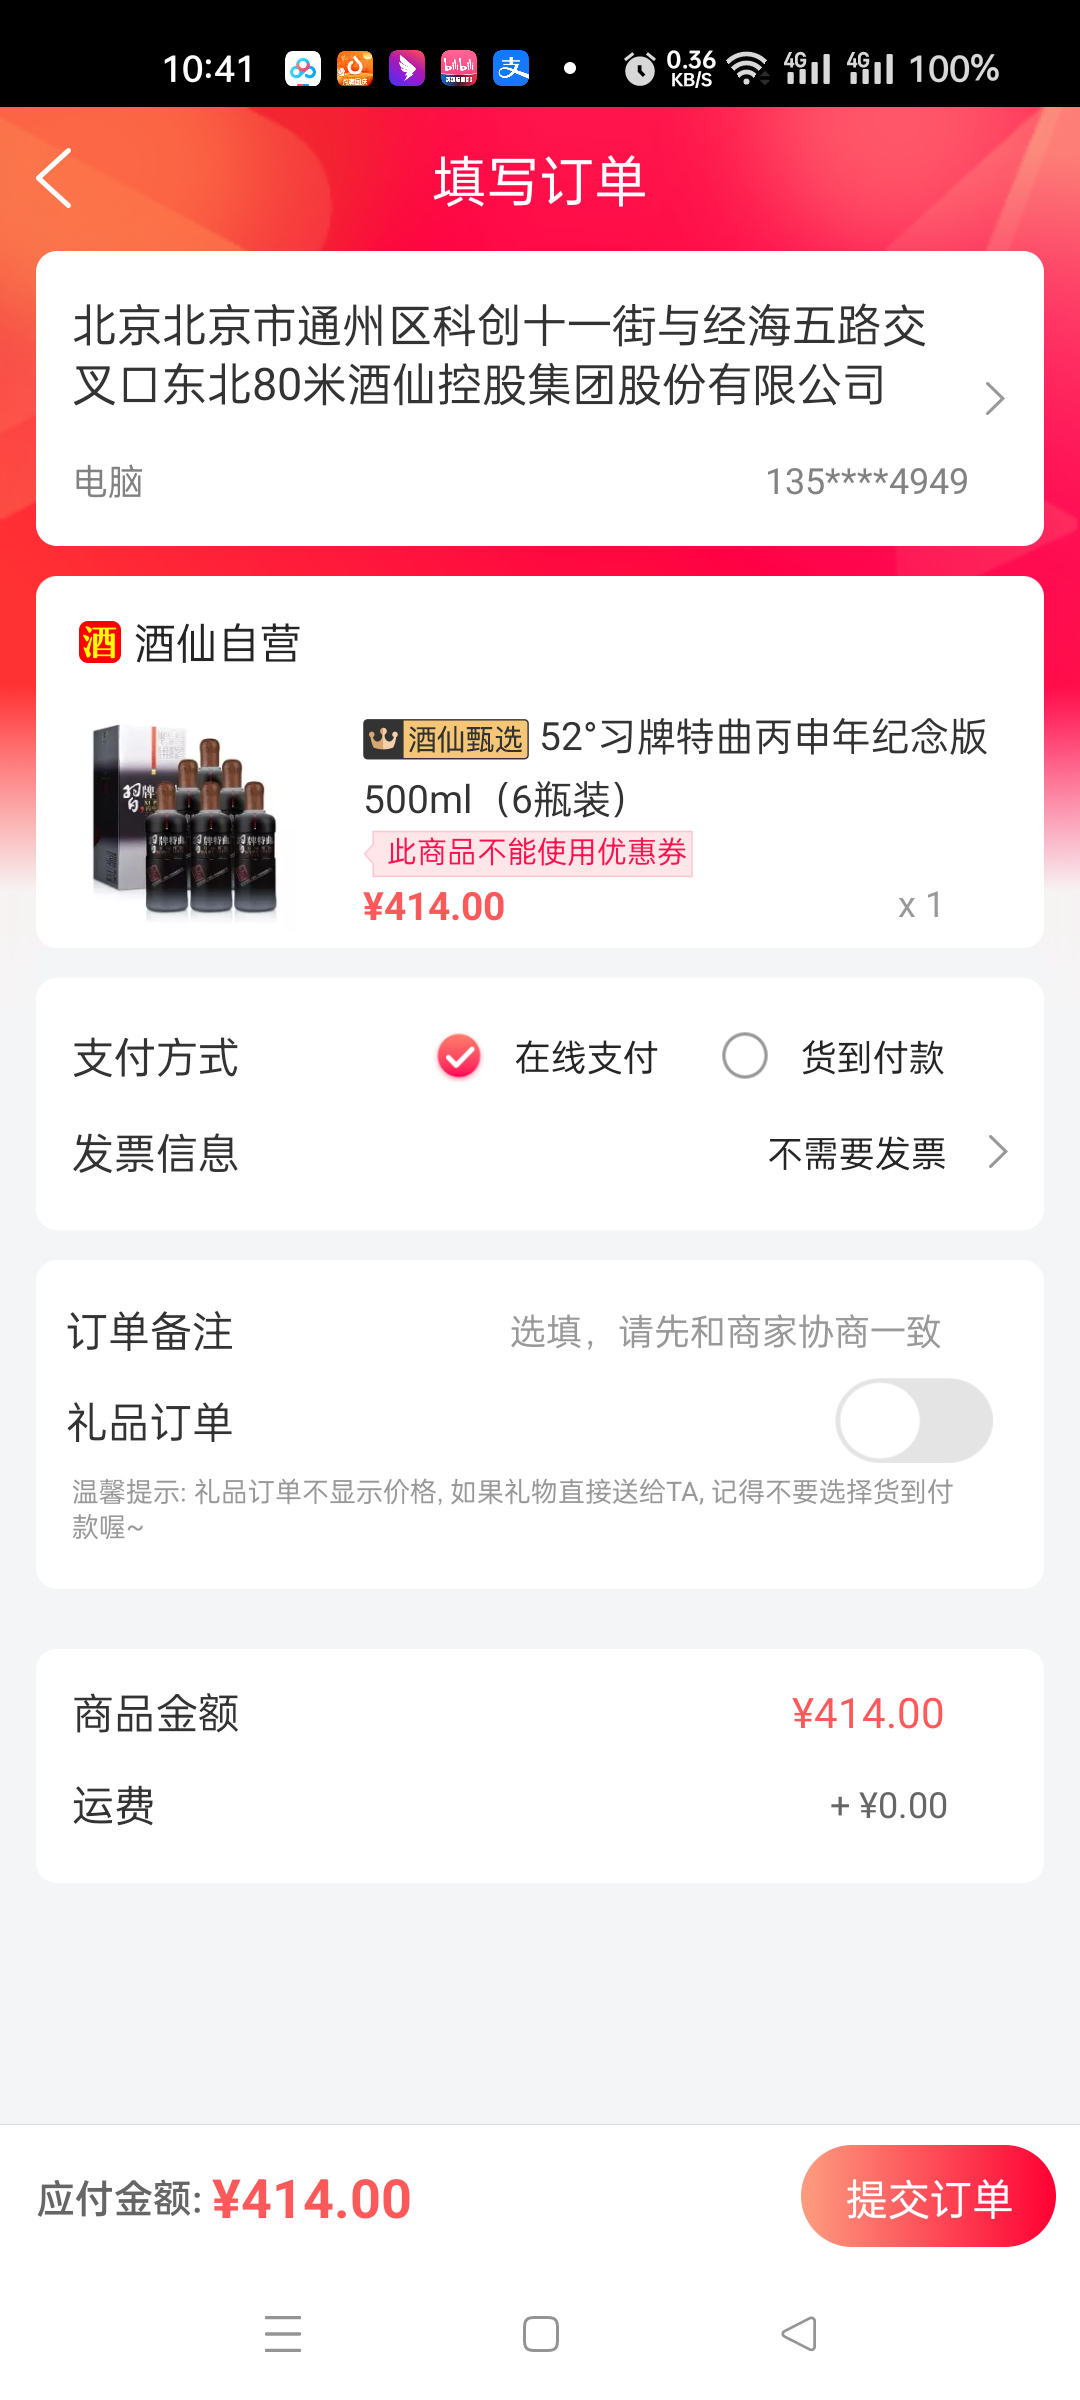 10:41
0.36
KB/S
4G
4G
100%
填写订单
北京北京市通州区科创十一街与经海五路交
叉口东北80米酒仙控股集团股份有限公司
电脑
135****4949
酒 酒仙自营
酒仙甄选 52°习牌特曲丙申年纪念版
500ml（6瓶装）
此商品不能使用优惠券
¥414.00
x 1
支付方式
在线支付
货到付款
发票信息
不需要发票
订单备注
选填，请先和商家协商一致
礼品订单
温馨提示: 礼品订单不显示价格, 如果礼物直接送给TA, 记得不要选择货到付
款喔~
商品金额
¥414.00
运费
+ ¥0.00
应付金额: ¥414.00
提交订单